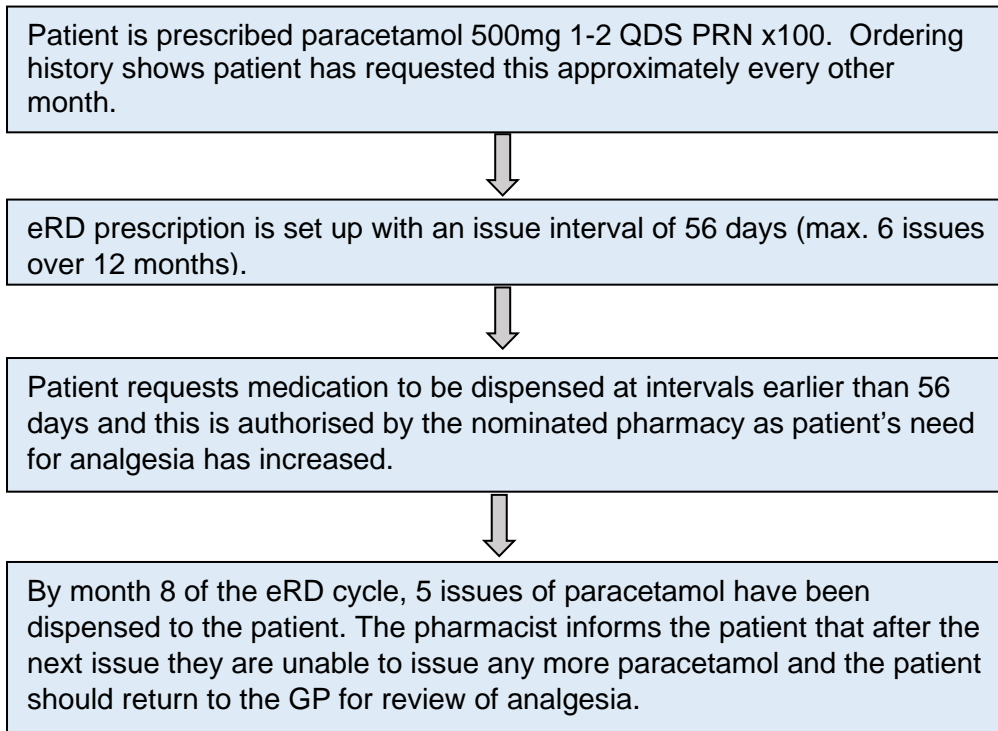 Patient is prescribed paracetamol 500mg 1-2 QDS PRN x100.  Ordering
history shows patient has requested this approximately every other
month.
eRD prescription is set up with an issue interval of 56 days (max. 6 issues
over 12 months).
Patient requests medication to be dispensed at intervals earlier than 56
days and this is authorised by the nominated pharmacy as patient’s need
for analgesia has increased.
By month 8 of the eRD cycle, 5 issues of paracetamol have been
dispensed to the patient. The pharmacist informs the patient that after the
next issue they are unable to issue any more paracetamol and the patient
should return to the GP for review of analgesia.